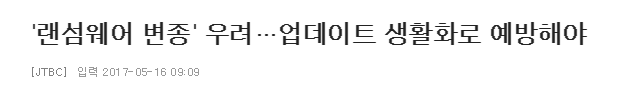 '랜섬웨어 변종' 우려…업데이트 생활화로 예방해야
[JTBC] 입력 2017-05-16 09:09